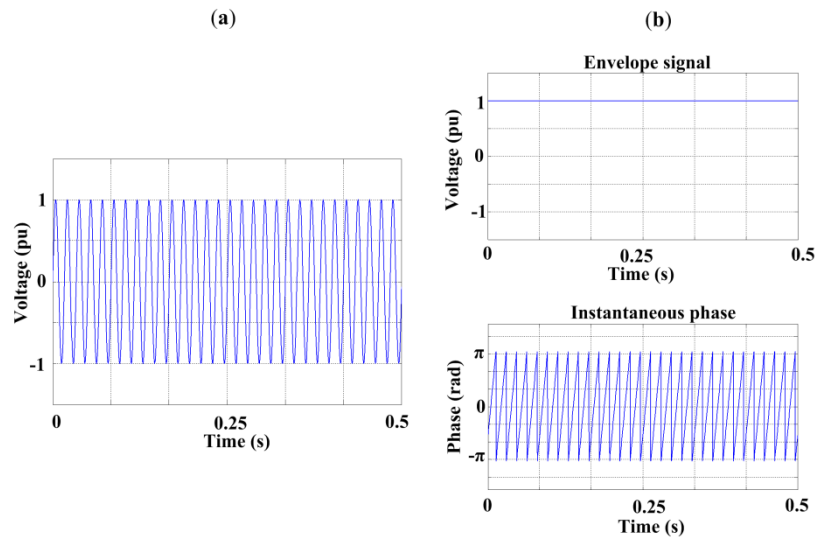 (a)
Voltage (pu)
1
0
-1
0
0.25
0.5
Time (s)
(b)
Envelope signal
Voltage (pu)
1
0
-1
0
0.25
0.5
Time (s)
Instantaneous phase
Phase (rad)
π
0
-π
0
0.25
0.5
Time (s)